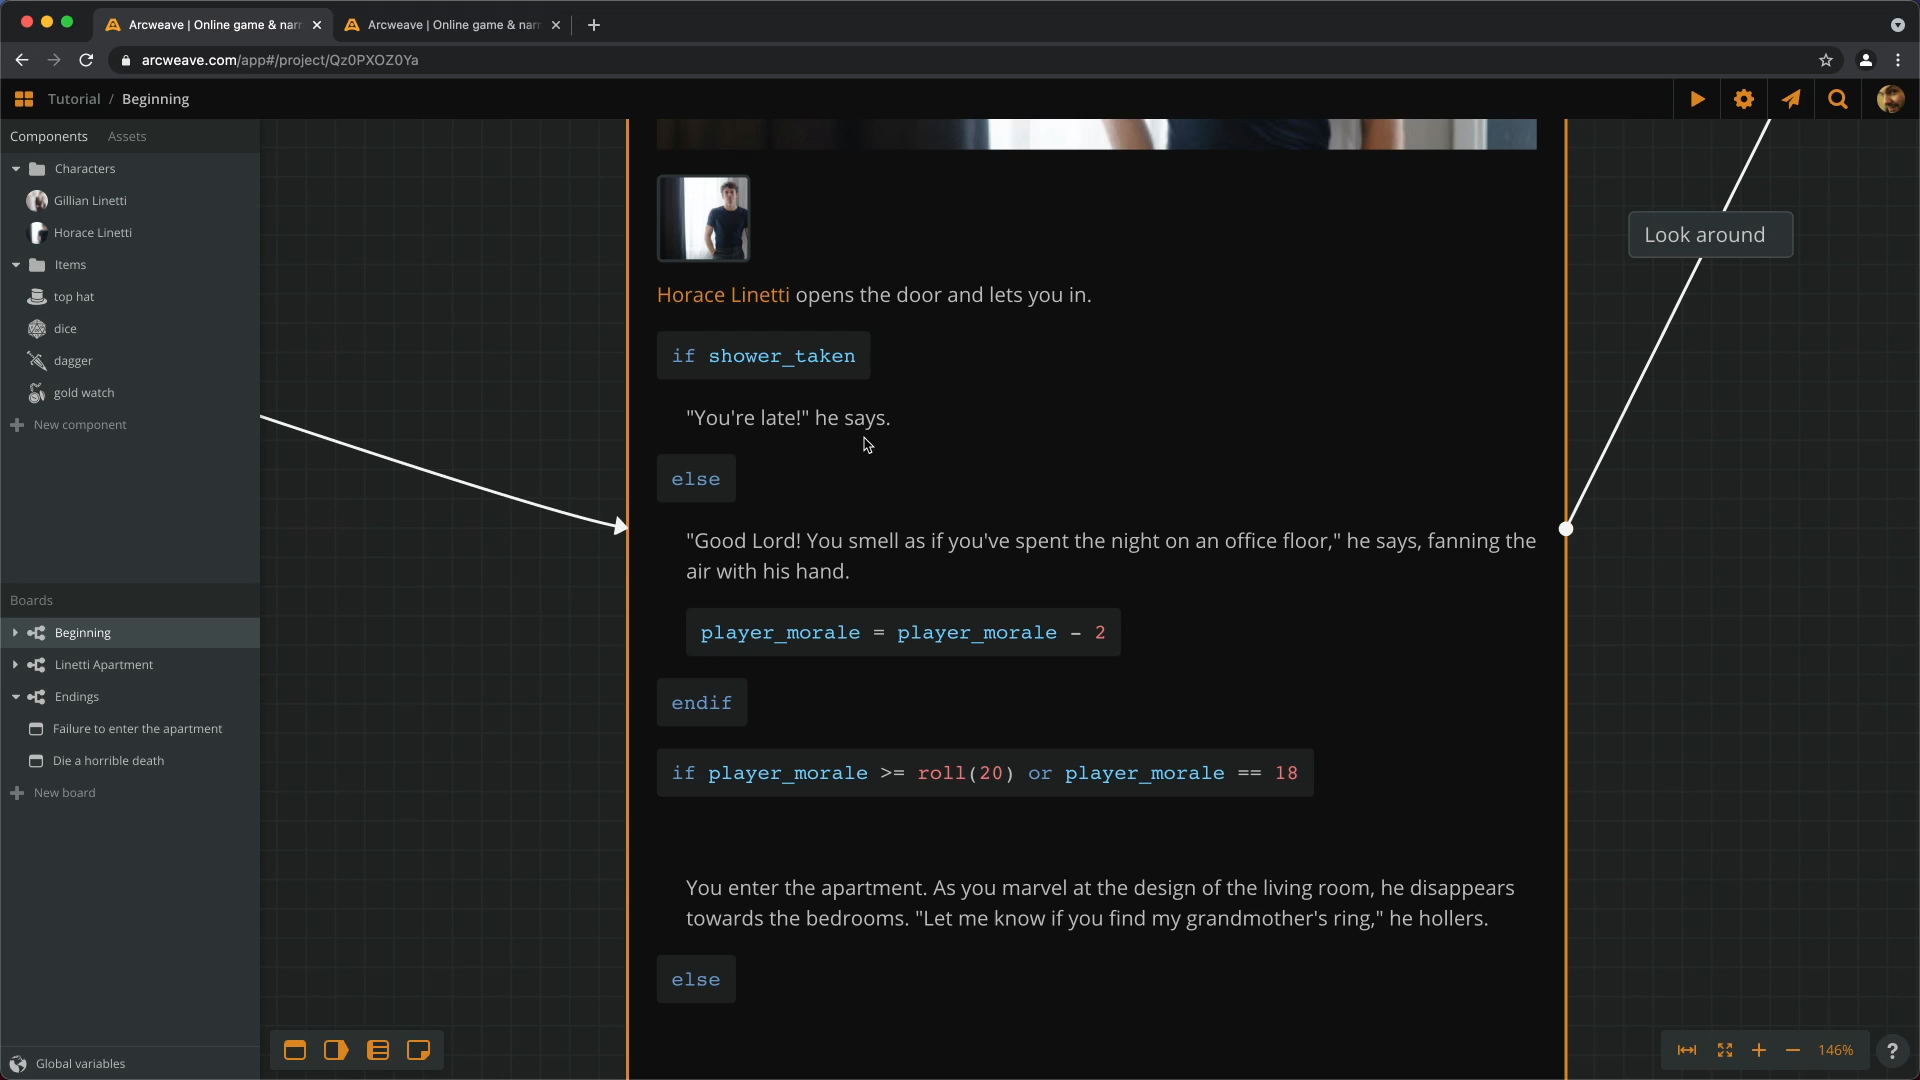 Arcweave | Online game & nar
Arcweave | Online game & nar
arcweave.com/app#/project/Qz0PXOZ0Ya
Tutorial / Beginning
Components Assets
Characters
Gillian Linetti
Horace Linetti
Items
top hat
dice
dagger
gold watch
New component
Boards
Beginning
Linetti Apartment
Endings
Failure to enter the apartment
Die a horrible death
New board
Global variables
Horace Linetti opens the door and lets you in.
if shower_taken
"You're late!" he says.
else
"Good Lord! You smell as if you've spent the night on an office floor," he says, fanning the
air with his hand.
player_morale = player_morale - 2
endif
if player_morale >= roll(20) or player_morale == 18
You enter the apartment. As you marvel at the design of the living room, he disappears
towards the bedrooms. "Let me know if you find my grandmother's ring," he hollers.
else
Look around
146%
?